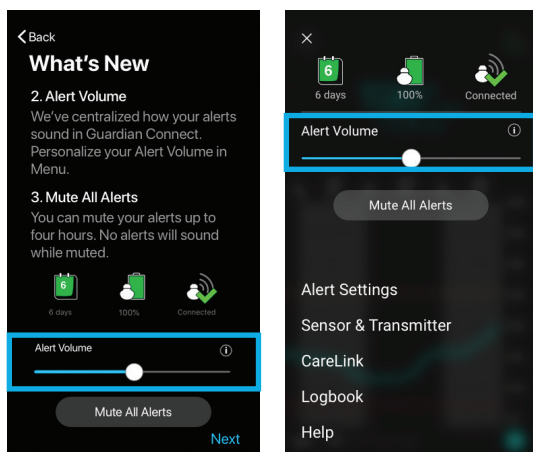 Back
What's New
2. Alert Volume
We've centralized how your alerts
sound in Guardian Connect.
Personalize your Alert Volume in
Menu.
3. Mute All Alerts
You can mute your alerts up to
four hours. No alerts will sound
while muted.
6
6 days
100%
Connected
Alert Volume
i
Mute All Alerts
Next
6
6 days
100%
Connected
Alert Volume
i
Mute All Alerts
Alert Settings
Sensor & Transmitter
CareLink
Logbook
Help